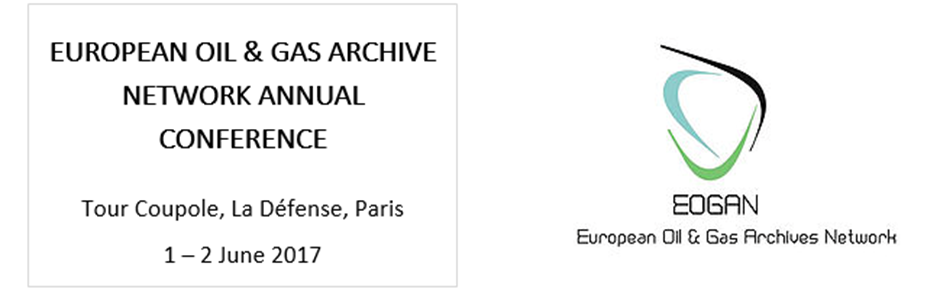 EUROPEAN OIL & GAS ARCHIVE
NETWORK ANNUAL
CONFERENCE
Tour Coupole, La Défense, Paris
1 – 2 June 2017
EOGAN
European Oil & Gas Archives Network